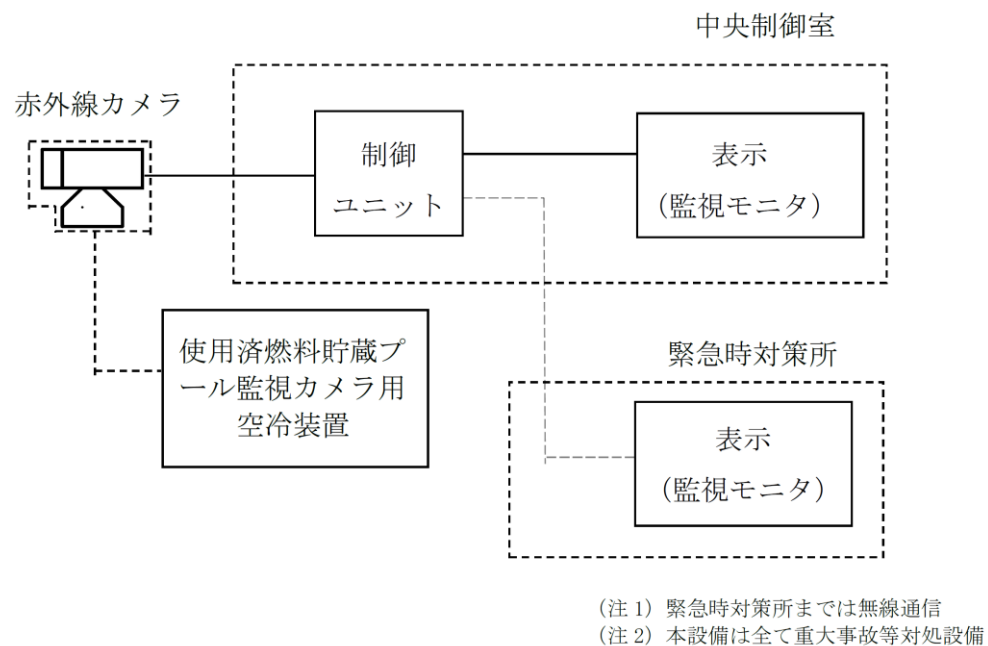 中央制御室
赤外線カメラ
制御
ユニット
表示
(監視モニタ)
使用済燃料貯蔵プ
ール監視カメラ用
空冷装置
緊急時対策所
表示
(監視モニタ)
(注 1) 緊急時対策所までは無線通信
(注 2) 本設備は全て重大事故等対処設備